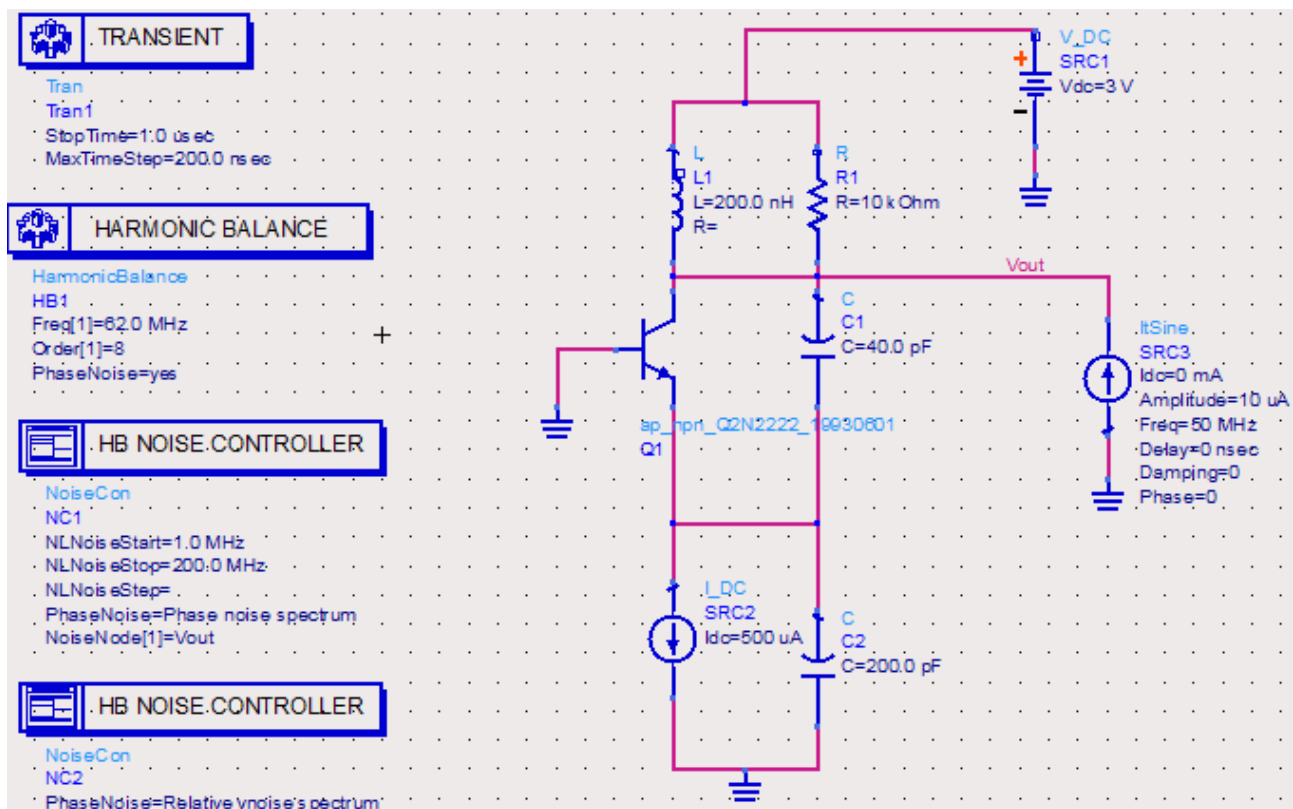 TRANSIENT
Tran
Tran1
StopTime=1.0 usec
MaxTimeStep=200.0 nsec
HARMONIC BALANCE
HarmonicBalance
HB1
Freq[1]=62.0 MHz
Order[1]=8
PhaseNoise=yes
HB NOISE CONTROLLER
NoiseCon
NC1
NLNoiseStart=1.0 MHz
NLNoiseStop=200.0 MHz
NLNoiseStep=
PhaseNoise=Phase noise spectrum
NoiseNode[1]=Vout
HB NOISE CONTROLLER
NoiseCon
NC2
PhaseNoise=Relative vnoise spectrum
V_DC
SRC1
Vdc=3 V
+
-
L
L1
L=200.0 nH
R=
R
R1
R=10 kOhm
Vout
C
C1
C=40.0 pF
ap_npn_Q2N2222_19930601
Q1
ItSine
SRC3
Idc=0 mA
Amplitude=10 uA
Freq=50 MHz
Delay=0 nsec
Damping=0
Phase=0
I_DC
SRC2
Idc=500 uA
C
C2
C=200.0 pF